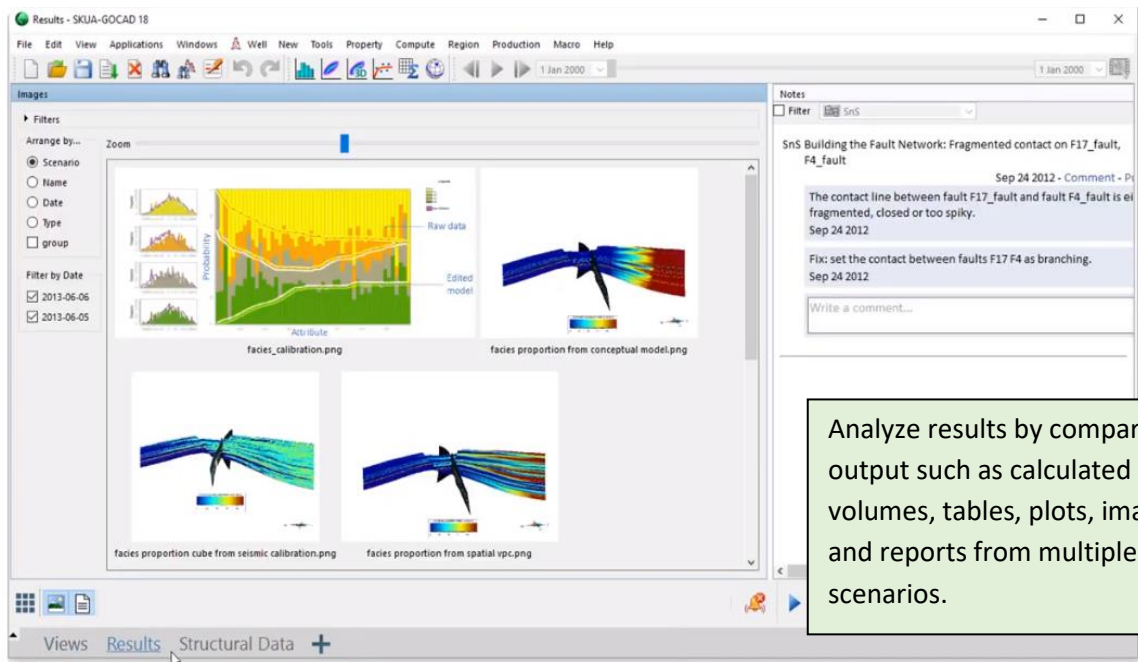 Results - SKUA-GOCAD 18
File Edit View Applications Windows Well New Tools Property Compute Region Production Macro Help
1 Jan 2000
1 Jan 2000
Images
Filters
Arrange by...
Scenario
Name
Date
Type
group
Filter by Date
2013-06-06
2013-06-05
Zoom
Probability
Raw data
Edited
model
Attribute
facies_calibration.png
facies proportion from conceptual model.png
facies proportion cube from seismic calibration.png
facies proportion from spatial vpc.png
Notes
Filter SnS
SnS Building the Fault Network: Fragmented contact on F17_fault,
F4_fault
Sep 24 2012 - Comment -
The contact line between fault F17_fault and fault F4_fault is
fragmented, closed or too spiky.
Sep 24 2012
Fix: set the contact between faults F17 F4 as branching.
Sep 24 2012
Write a comment...
Analyze results by compar
output such as calculated
volumes, tables, plots, ima
and reports from multiple
scenarios.
Views Results Structural Data